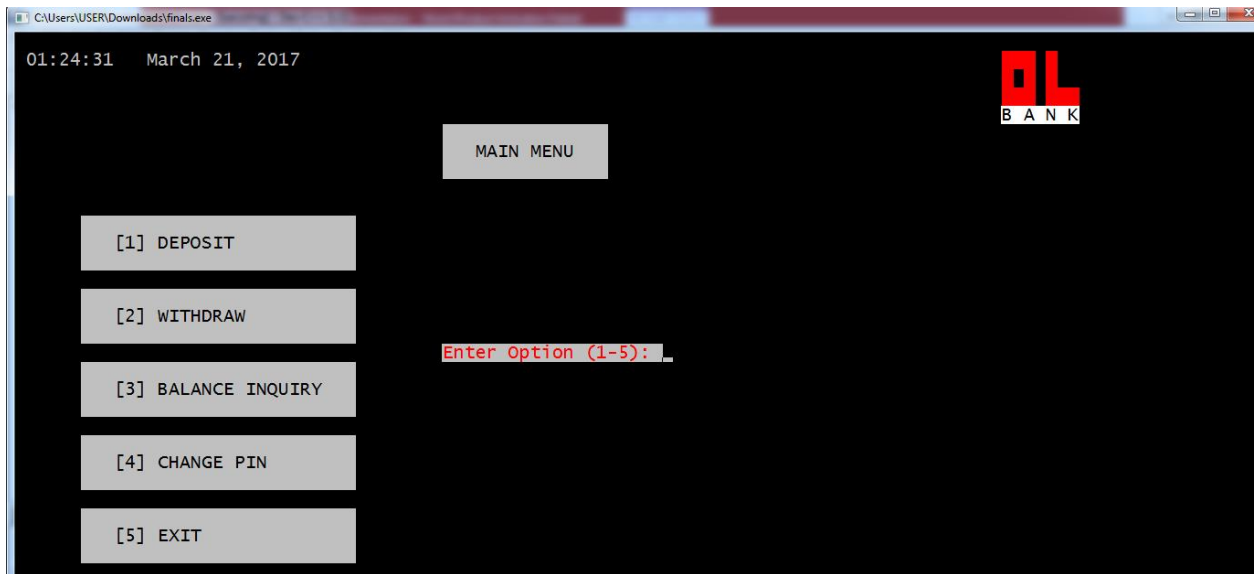 C:\Users\USER\Downloads\finals.exe
01:24:31 March 21, 2017
OL
B A N K
MAIN MENU
[1] DEPOSIT
[2] WITHDRAW
Enter Option (1-5):
[3] BALANCE INQUIRY
[4] CHANGE PIN
[5] EXIT